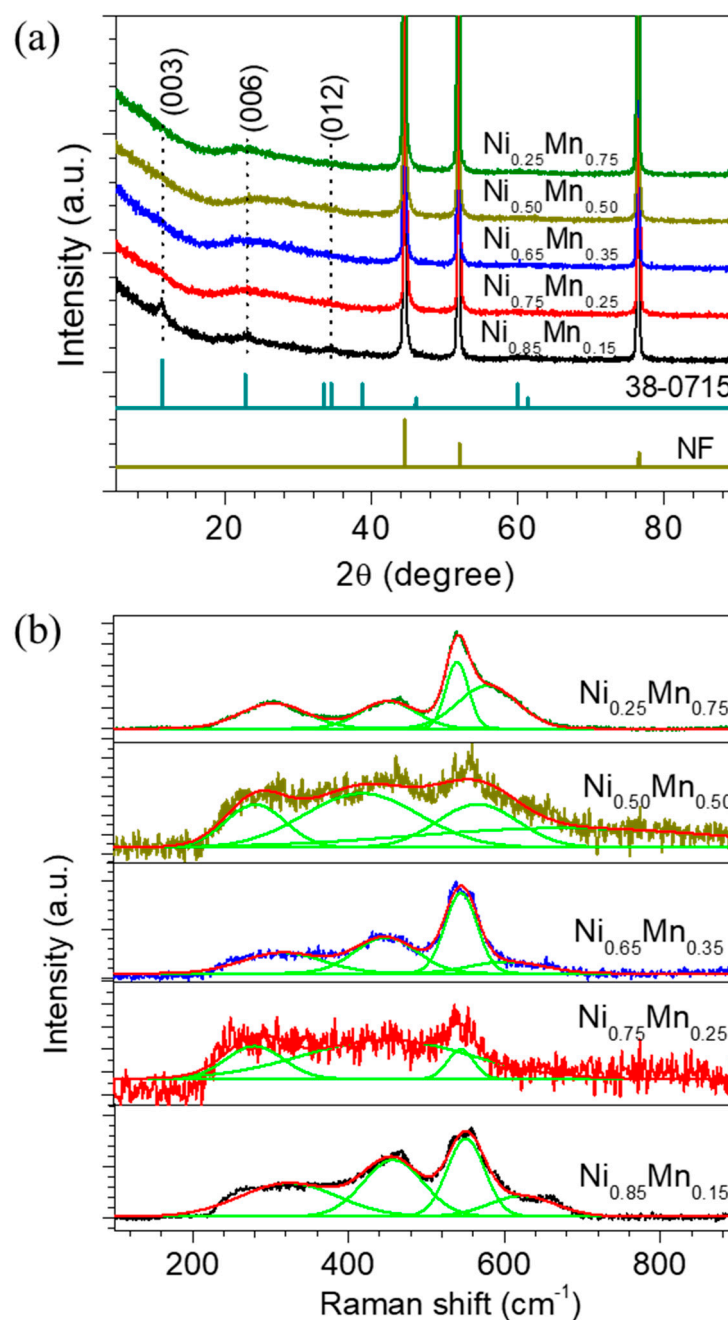 (a)
(003)
(006)
(012)
Ni0.25Mn0.75
Ni0.50Mn0.50
Ni0.65Mn0.35
Ni0.75Mn0.25
Ni0.85Mn0.15
38-0715
NF
Intensity (a.u.)
20 40 60 80
2θ (degree)
(b)
Ni0.25Mn0.75
Ni0.50Mn0.50
Ni0.65Mn0.35
Ni0.75Mn0.25
Ni0.85Mn0.15
Intensity (a.u.)
200 400 600 800
Raman shift (cm-1)